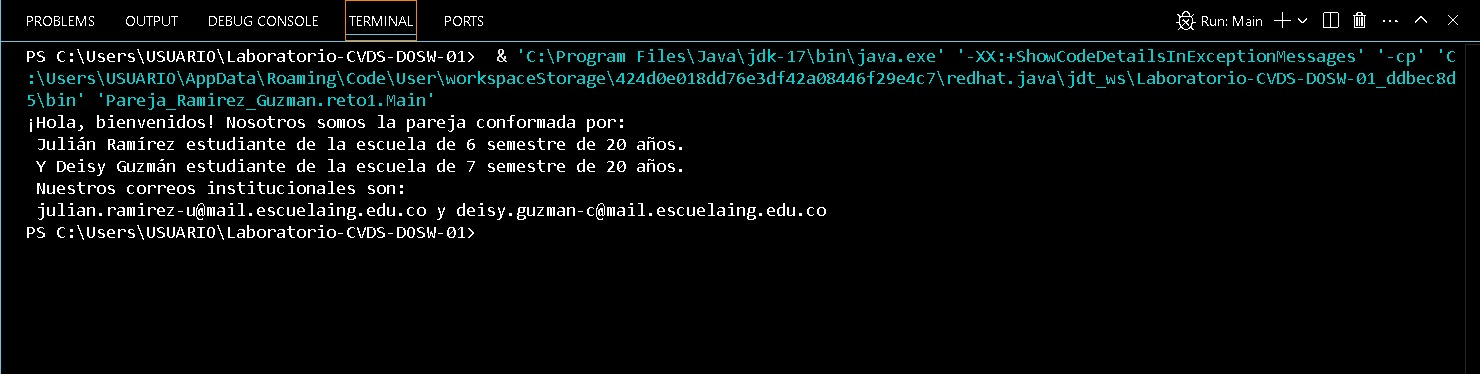 PROBLEMS OUTPUT DEBUG CONSOLE TERMINAL PORTS Run: Main
PS C:\Users\USUARIO\Laboratorio-CVDS-DOSW-01>  & 'C:\Program Files\Java\jdk-17\bin\java.exe' '-XX:+ShowCodeDetailsInExceptionMessages' '-cp' 'C
:\Users\USUARIO\AppData\Roaming\Code\User\workspaceStorage\424d0e018dd76e3df42a08446f29e4c7\redhat.java\jdt_ws\Laboratorio-CVDS-DOSW-01_ddbec8d
5\bin' 'Pareja_Ramirez_Guzman.reto1.Main'
¡Hola, bienvenidos! Nosotros somos la pareja conformada por:
 Julián Ramírez estudiante de la escuela de 6 semestre de 20 años.
 Y Deisy Guzmán estudiante de la escuela de 7 semestre de 20 años.
 Nuestros correos institucionales son:
 julian.ramirez-u@mail.escuelaing.edu.co y deisy.guzman-c@mail.escuelaing.edu.co
PS C:\Users\USUARIO\Laboratorio-CVDS-DOSW-01>